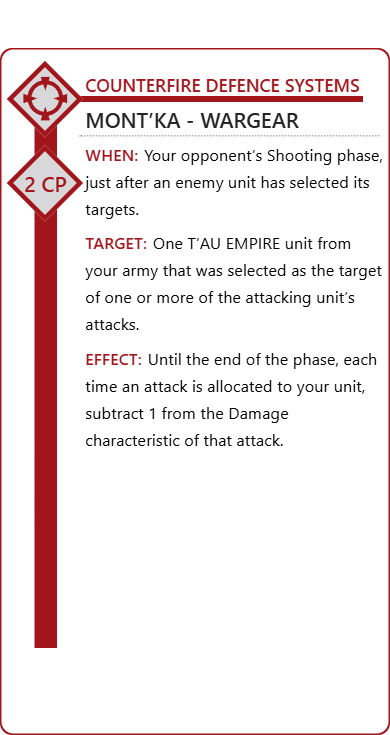 COUNTERFIRE DEFENCE SYSTEMS
MONT’KA - WARGEAR
2 CP
WHEN: Your opponent’s Shooting phase,
just after an enemy unit has selected its
targets.
TARGET: One T’AU EMPIRE unit from
your army that was selected as the target
of one or more of the attacking unit’s
attacks.
EFFECT: Until the end of the phase, each
time an attack is allocated to your unit,
subtract 1 from the Damage
characteristic of that attack.